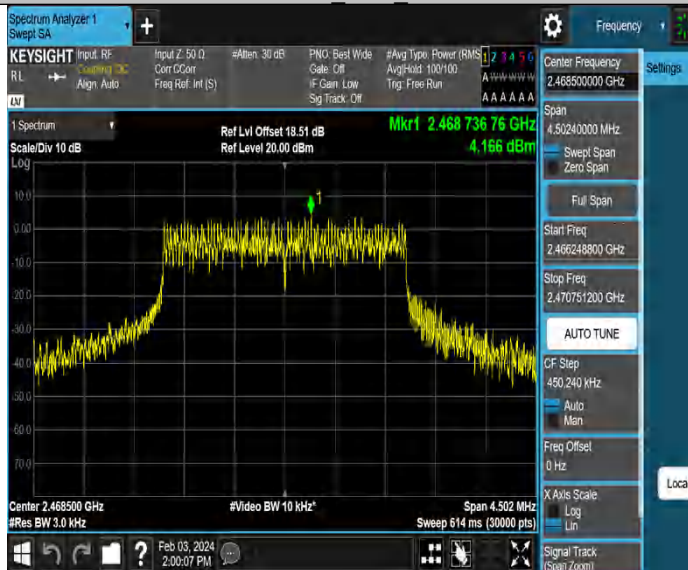 Spectrum Analyzer 1
Swept SA
+
Frequency
KEYSIGHT
RL
Input: RF
Coupling: DC
Align: Auto
Input Z: 50 Ω
Corr CCorr
Freq Ref: Int (S)
#Atten: 30 dB
PNO: Best Wide
Gate: Off
IF Gain: Low
Sig Track: Off
#Avg Type: Power (RMS
Avg|Hold: 100/100
Trig: Free Run
1 2 3 4 5 6
A W W W W W
A A A A A A
LXI
1 Spectrum
Scale/Div 10 dB
Log
Ref Lvl Offset 18.51 dB
Ref Level 20.00 dBm
Mkr1 2.468 736 76 GHz
4.166 dBm
1
10.0
0.00
-10.0
-20.0
-30.0
-40.0
-50.0
-60.0
-70.0
Center 2.468500 GHz
#Res BW 3.0 kHz
#Video BW 10 kHz*
Span 4.502 MHz
Sweep 614 ms (30000 pts)
Feb 03, 2024
2:00:07 PM
?
Center Frequency
2.468500000 GHz
Settings
Span
4.50240000 MHz
Swept Span
Zero Span
Full Span
Start Freq
2.466248800 GHz
Stop Freq
2.470751200 GHz
AUTO TUNE
CF Step
450.240 kHz
Auto
Man
Freq Offset
0 Hz
X Axis Scale
Log
Lin
Local
Signal Track
(Span Zoom)